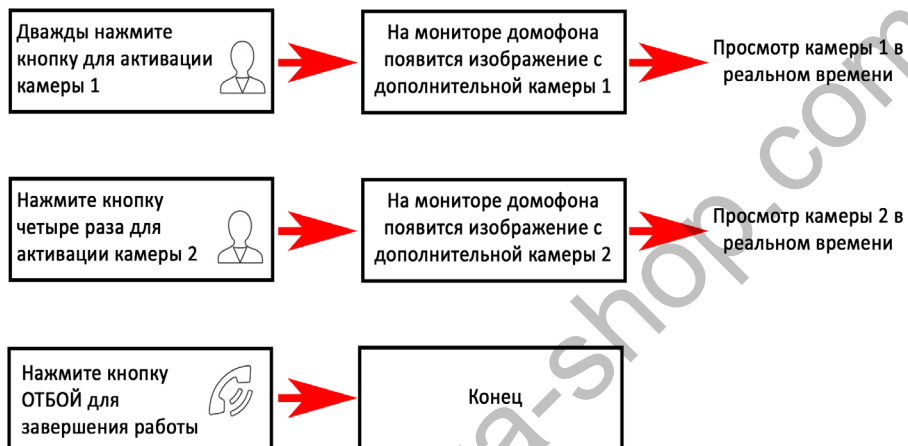 Дважды нажмите
кнопку для активации
камеры 1
На мониторе домофона
появится изображение с
дополнительной камеры 1
Просмотр камеры 1 в
реальном времени
Нажмите кнопку
четыре раза для
активации камеры 2
На мониторе домофона
появится изображение с
дополнительной камеры 2
Просмотр камеры 2 в
реальном времени
Нажмите кнопку
ОТБОЙ для
завершения работы
Конец
a-shop.com